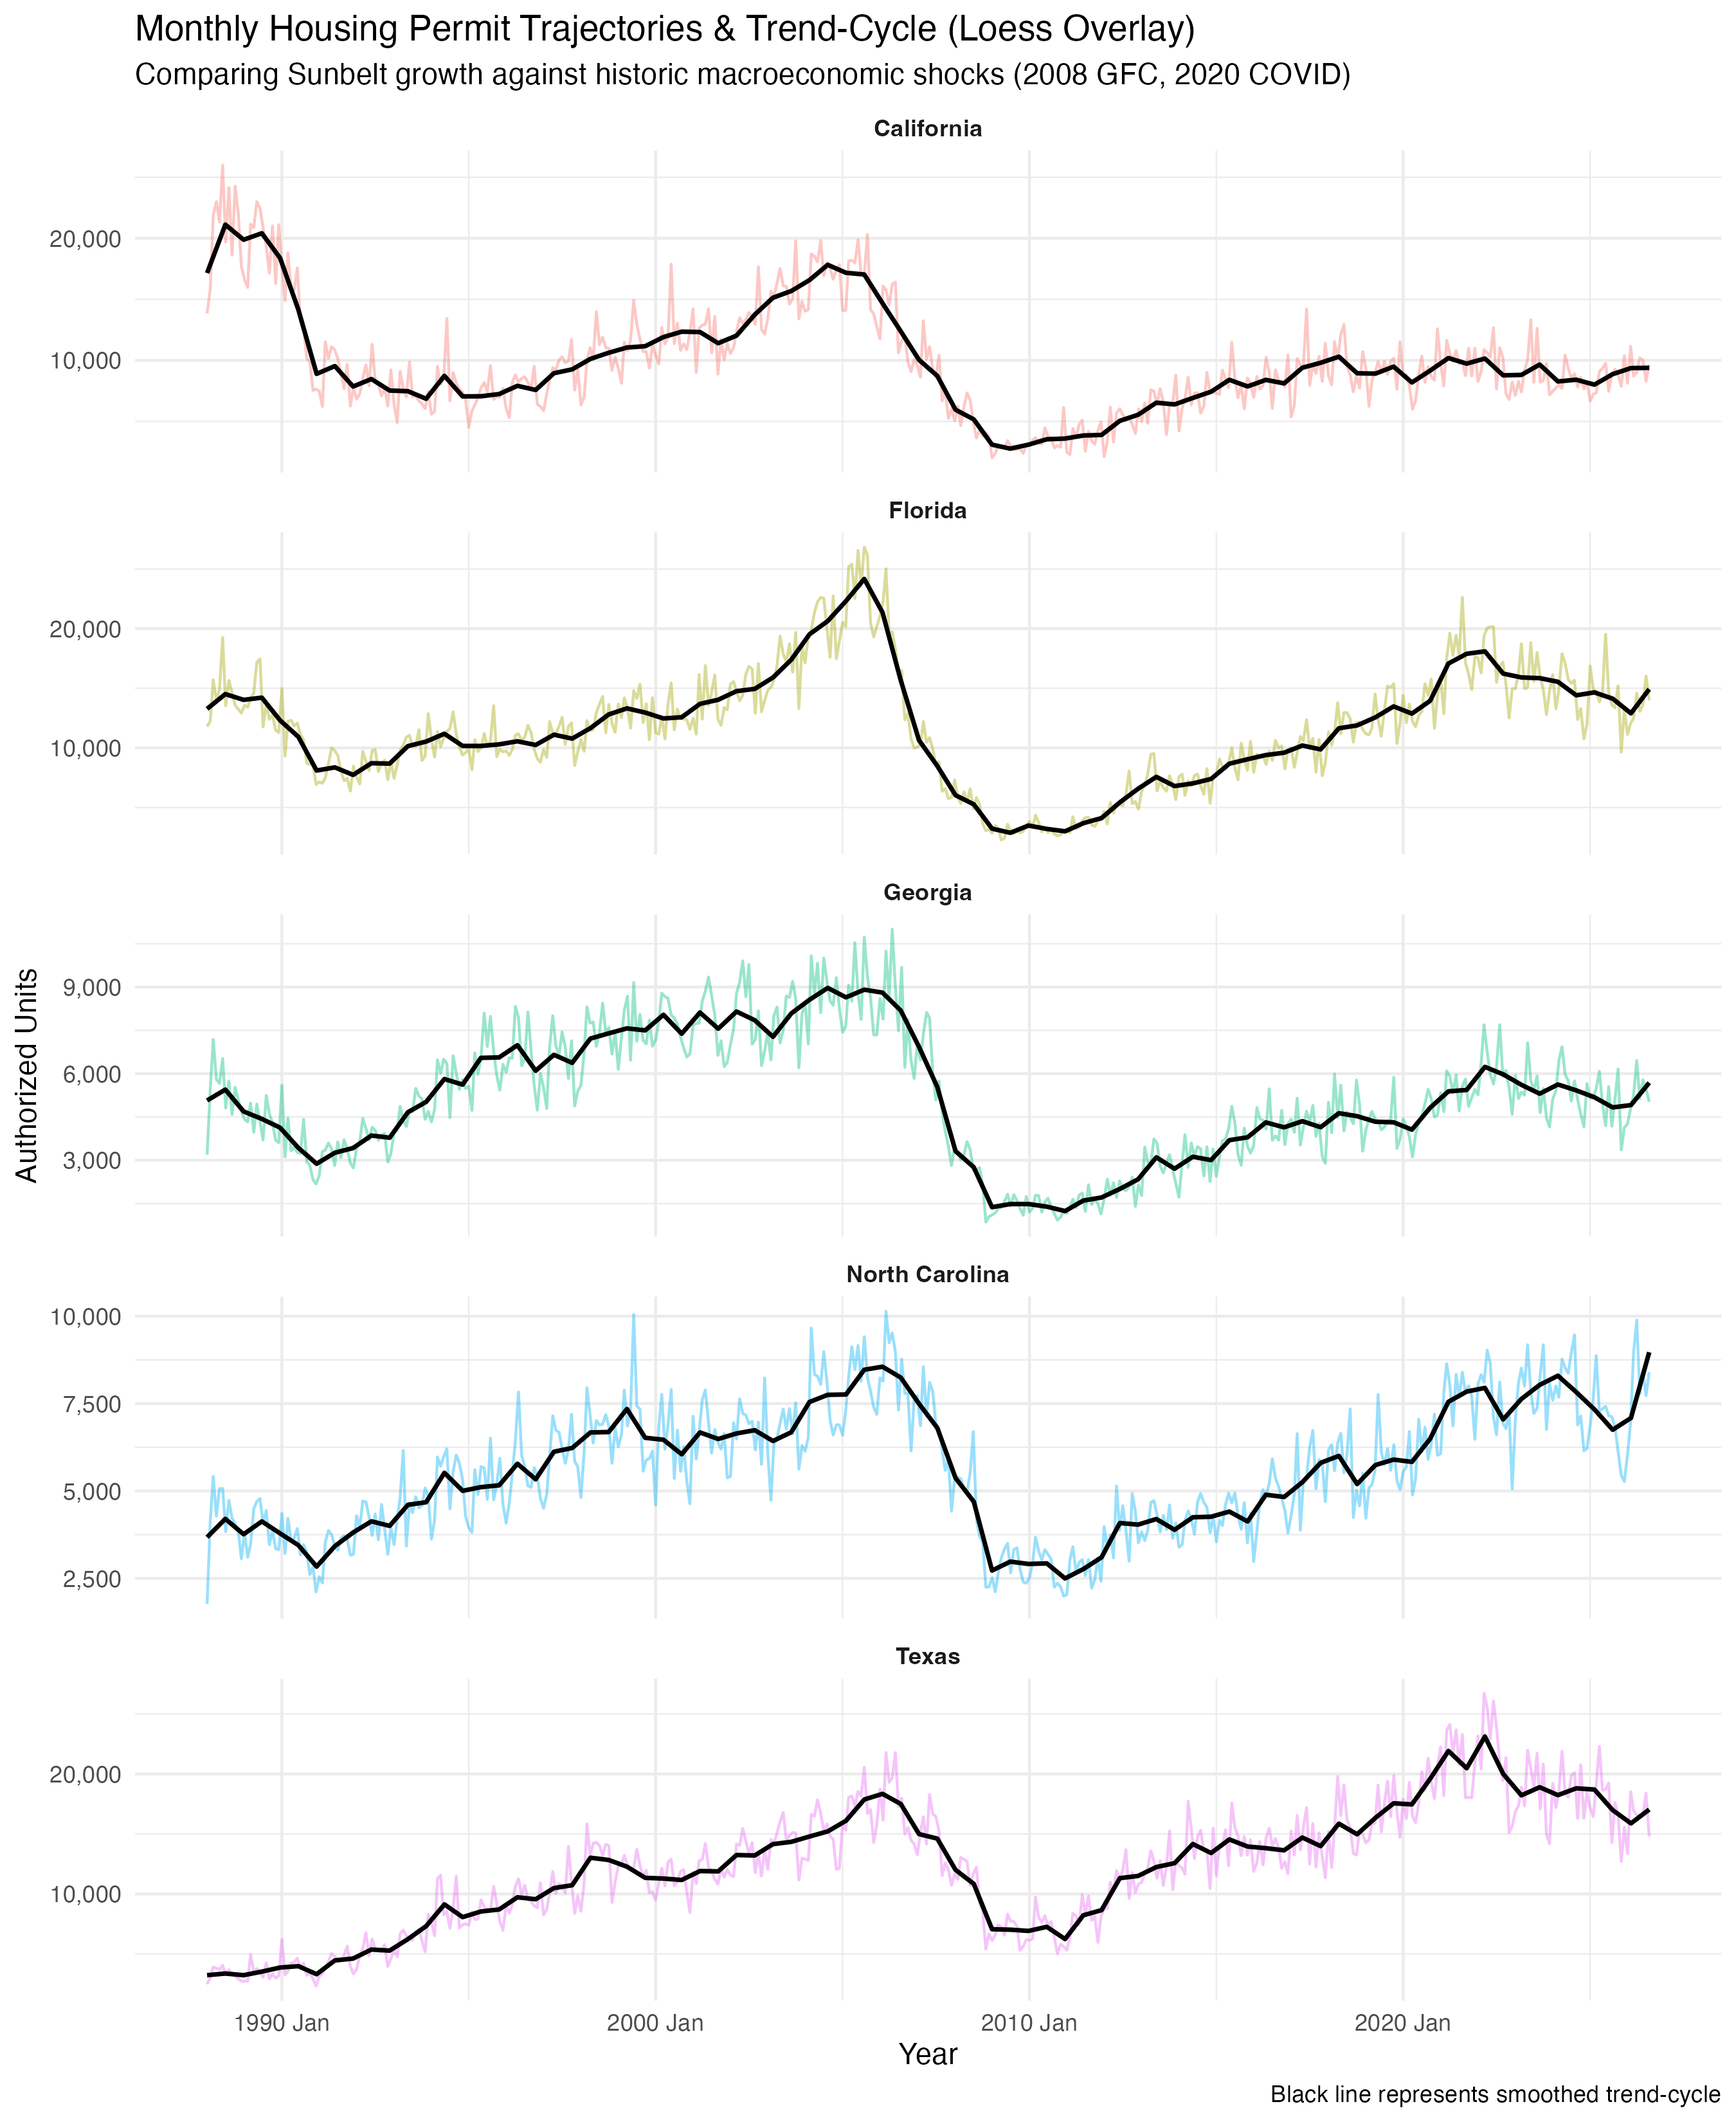 Monthly Housing Permit Trajectories & Trend-Cycle (Loess Overlay)
Comparing Sunbelt growth against historic macroeconomic shocks (2008 GFC, 2020 COVID)
California
20,000
10,000
Florida
20,000
10,000
Georgia
9,000
6,000
3,000
Authorized Units
North Carolina
10,000
7,500
5,000
2,500
Texas
20,000
10,000
1990 Jan 2000 Jan 2010 Jan 2020 Jan
Year
Black line represents smoothed trend-cycle